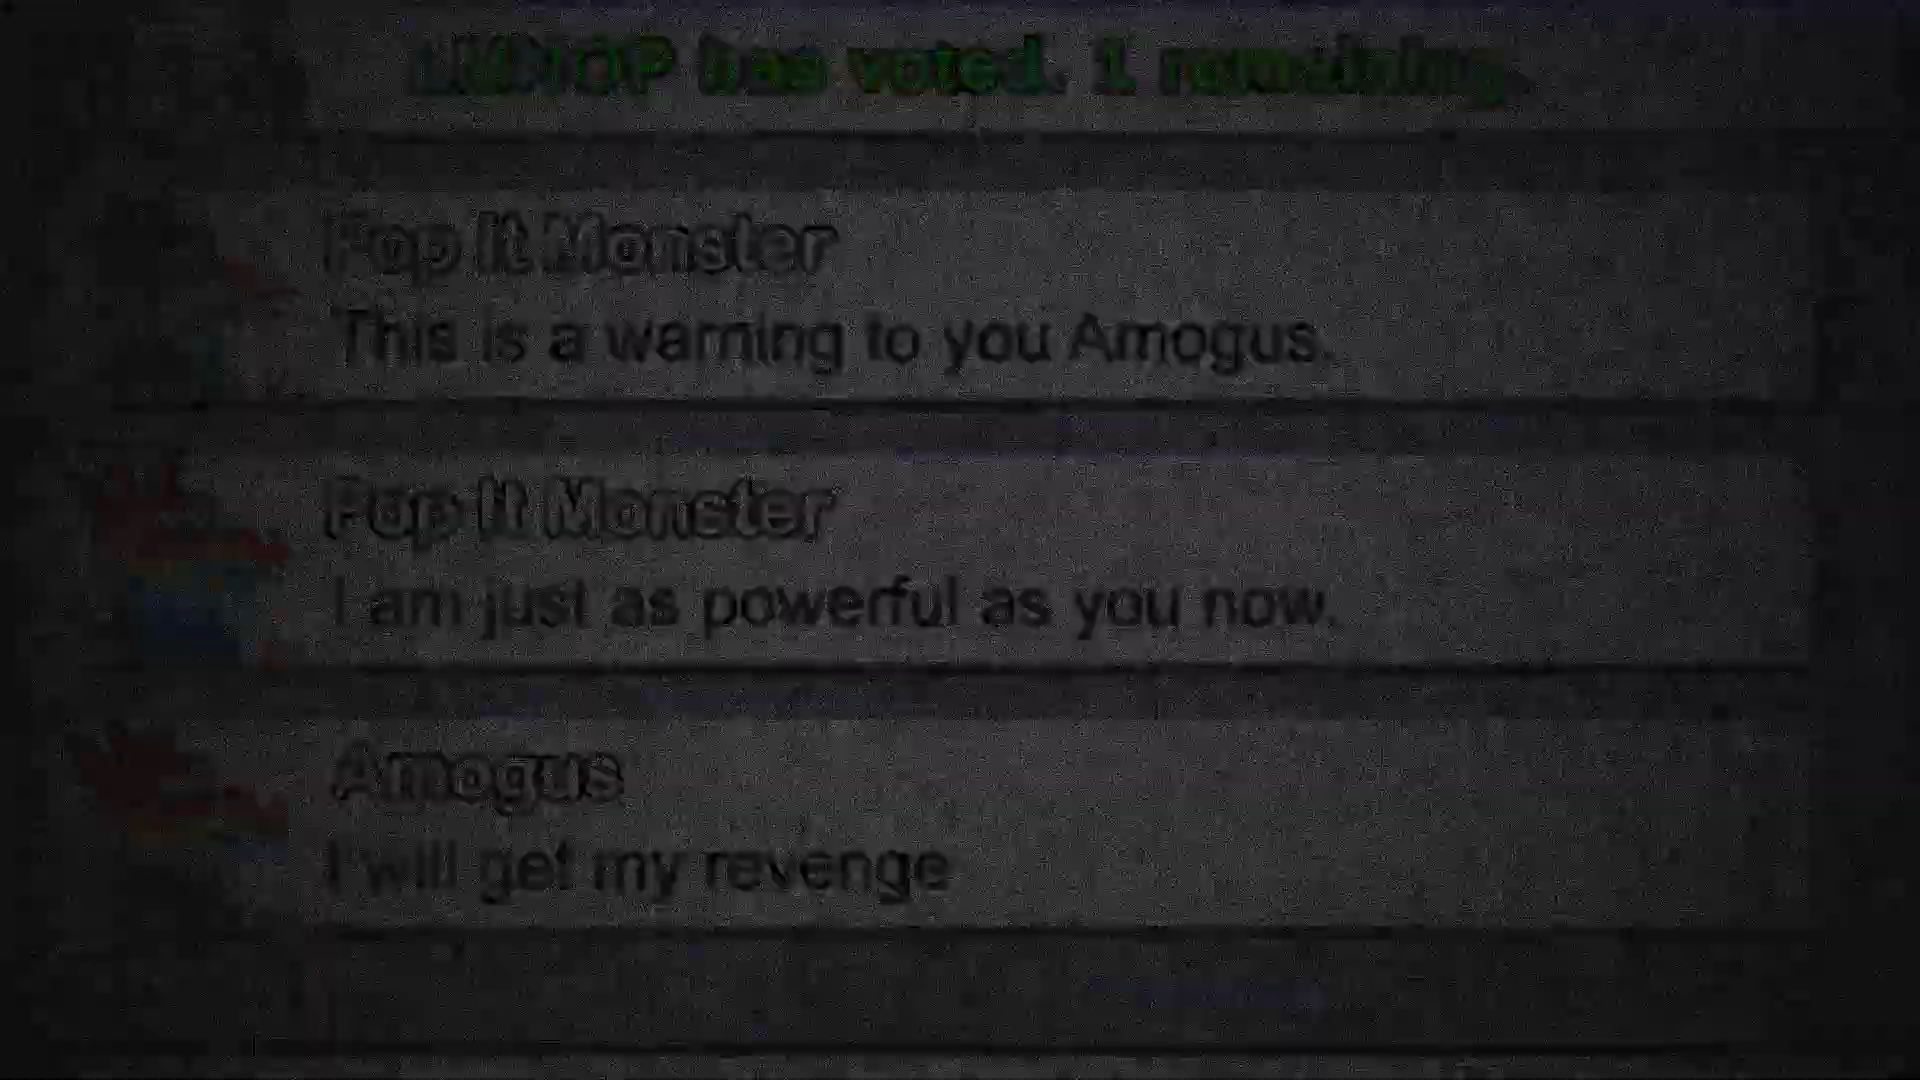 has voted. 1 remaining.
Pop It Monster
This is a warning to you Amogus.
Pop It Monster
I am just as powerful as you now.
Amogus
I will get my revenge